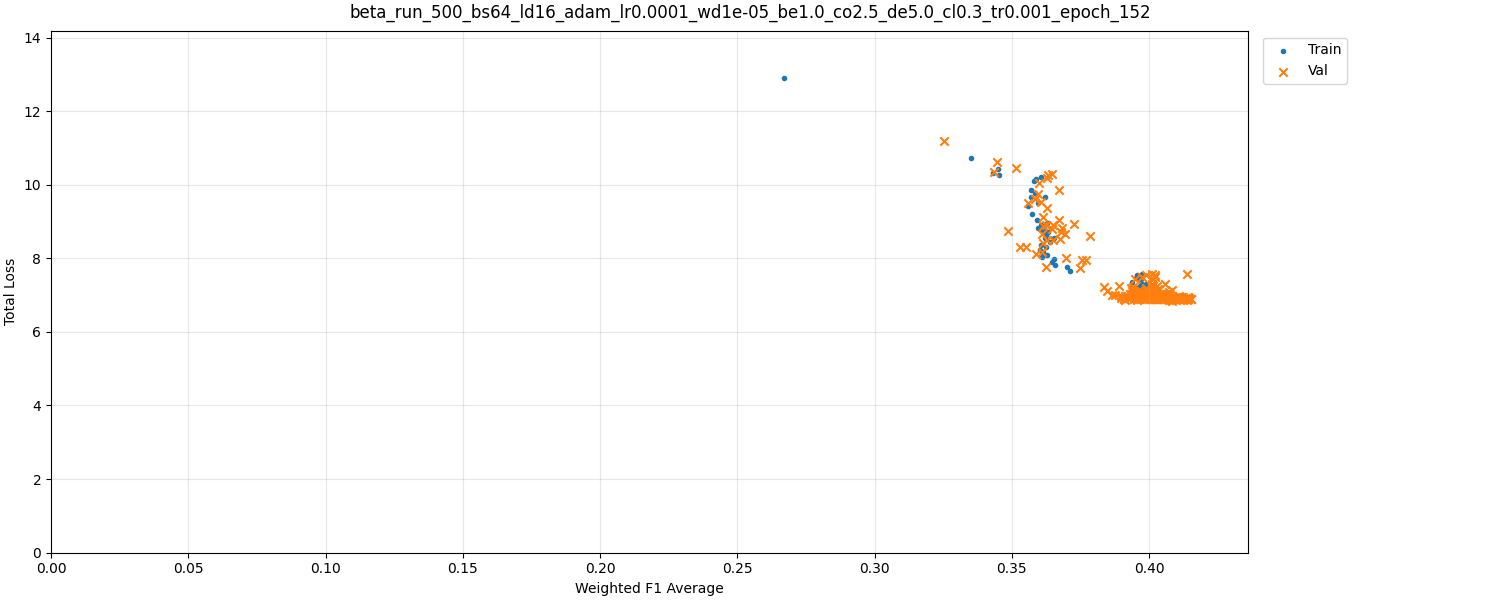 beta_run_500_bs64_ld16_adam_lr0.0001_wd1e-05_be1.0_co2.5_de5.0_cl0.3_tr0.001_epoch_152
Train
Val
14
12
10
8
6
4
2
0
Total Loss
0.00 0.05 0.10 0.15 0.20 0.25 0.30 0.35 0.40
Weighted F1 Average